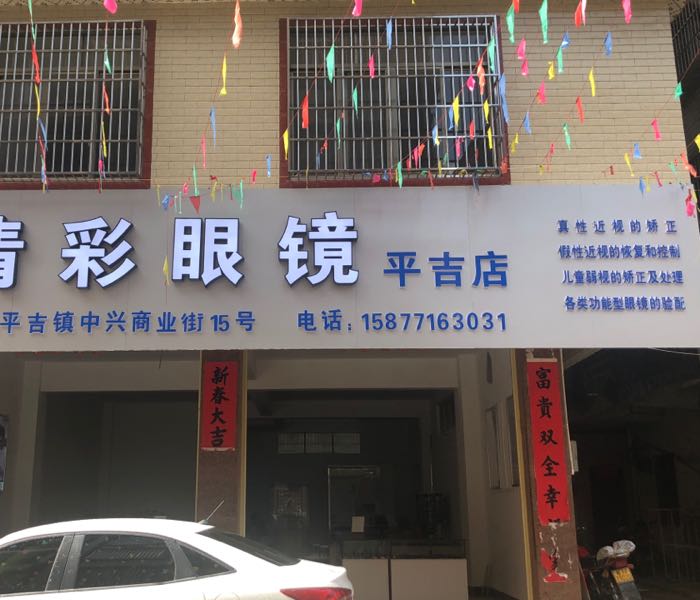 精彩眼镜 平吉店
平吉镇中兴商业街15号 电话：15877163031
真性近视的矫正
假性近视的恢复和控制
儿童弱视的矫正及处理
各类功能型眼镜的验配
新春大吉
富貴双全幸